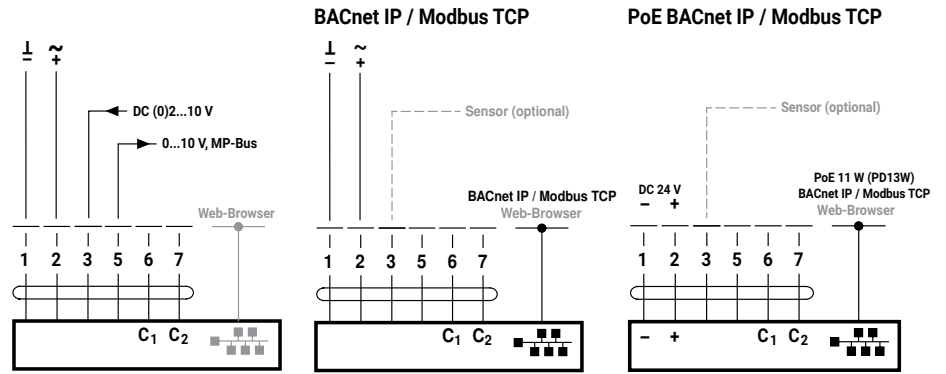 BACnet IP / Modbus TCP
PoE BACnet IP / Modbus TCP
⊥ ~
– +
DC (0)2...10 V
0...10 V, MP-Bus
Web-Browser
1 2 3 5 6 7
C1 C2
⊥ ~
– +
Sensor (optional)
BACnet IP / Modbus TCP
Web-Browser
1 2 3 5 6 7
C1 C2
Sensor (optional)
DC 24 V
– +
PoE 11 W (PD13W)
BACnet IP / Modbus TCP
Web-Browser
1 2 3 5 6 7
– + C1 C2